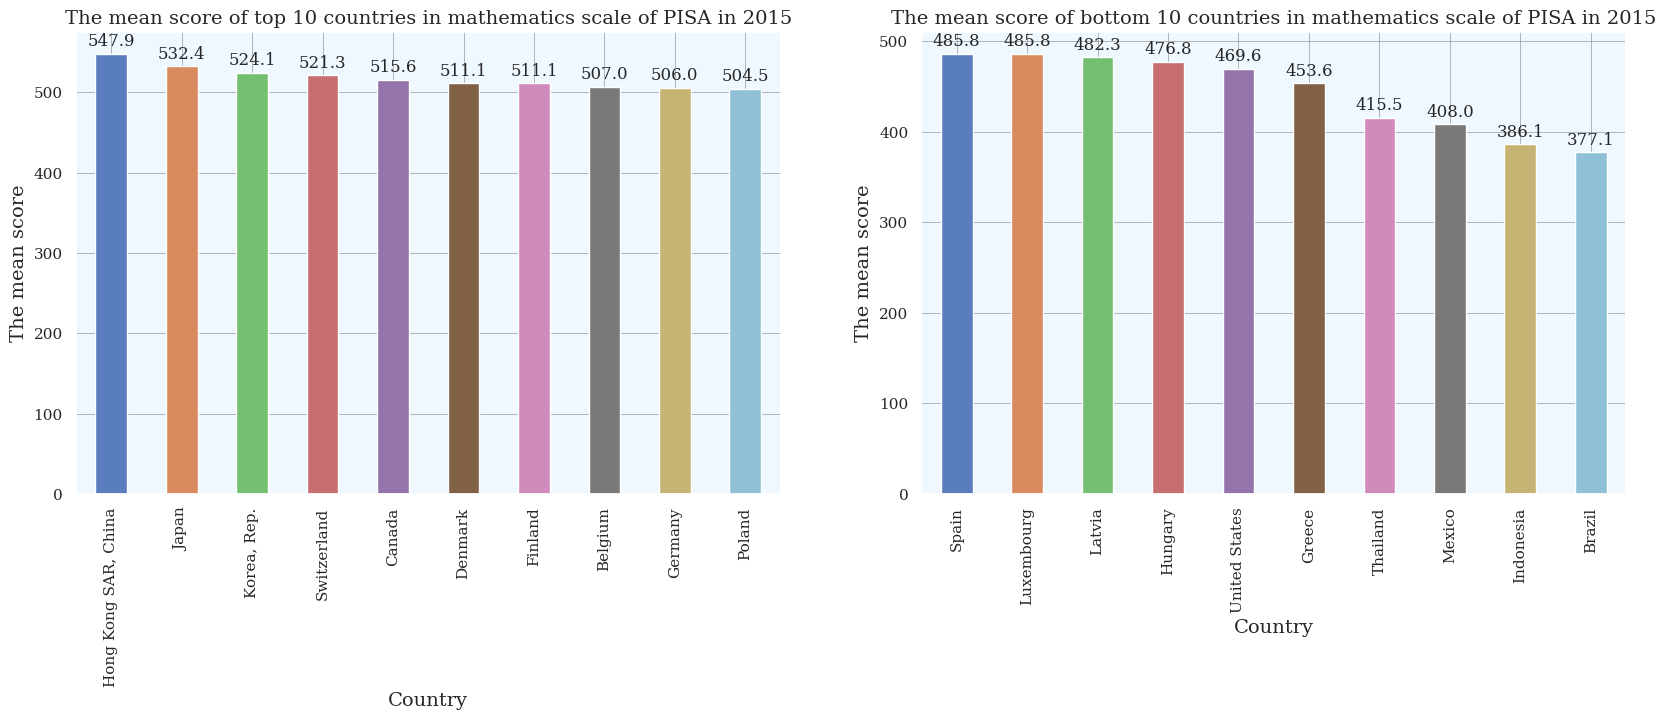 The mean score of top 10 countries in mathematics scale of PISA in 2015
547.9
532.4
524.1
521.3
515.6
511.1
511.1
507.0
506.0
504.5
500
400
300
200
100
0
The mean score
Hong Kong SAR, China
Japan
Korea, Rep.
Switzerland
Canada
Denmark
Finland
Belgium
Germany
Poland
Country
The mean score of bottom 10 countries in mathematics scale of PISA in 2015
485.8
485.8
482.3
476.8
469.6
453.6
415.5
408.0
386.1
377.1
500
400
300
200
100
0
The mean score
Spain
Luxembourg
Latvia
Hungary
United States
Greece
Thailand
Mexico
Indonesia
Brazil
Country